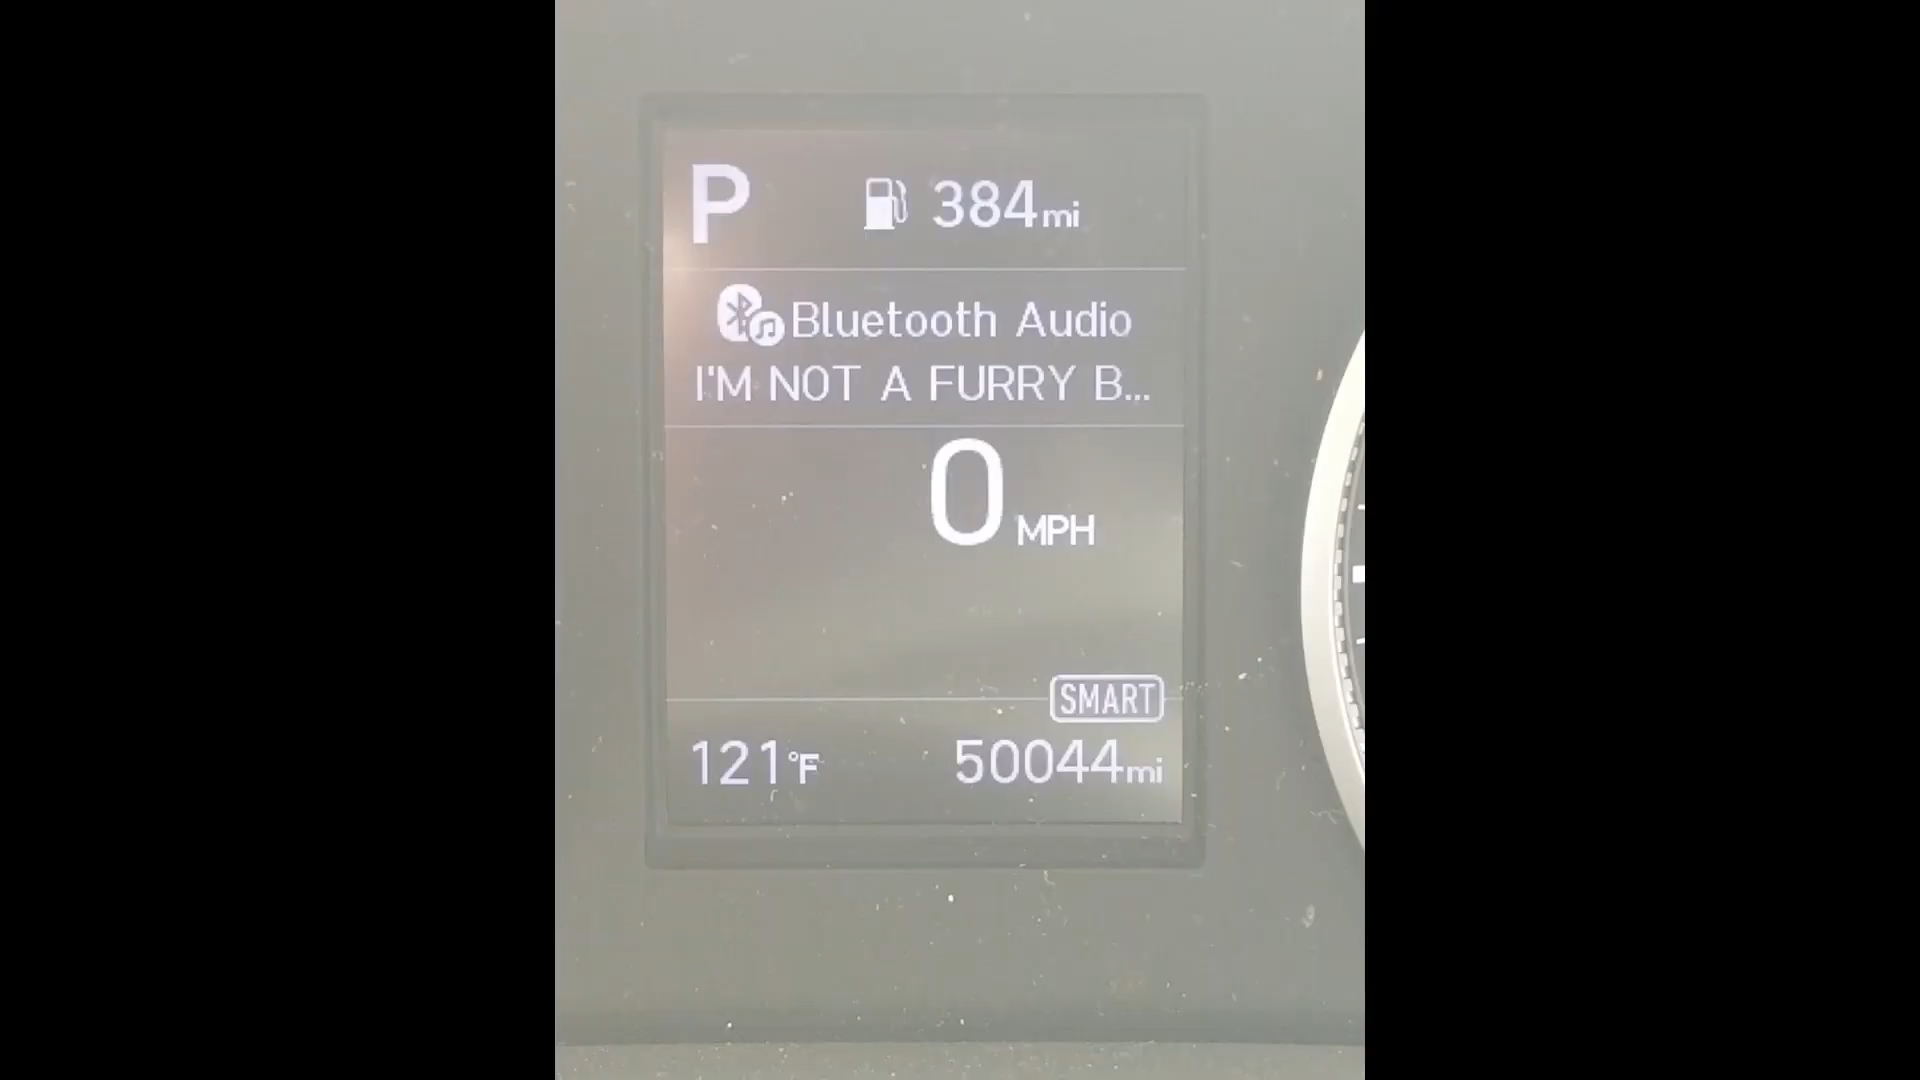 P 384mi
Bluetooth Audio
I'M NOT A FURRY B...
0 MPH
SMART
121°F 50044mi